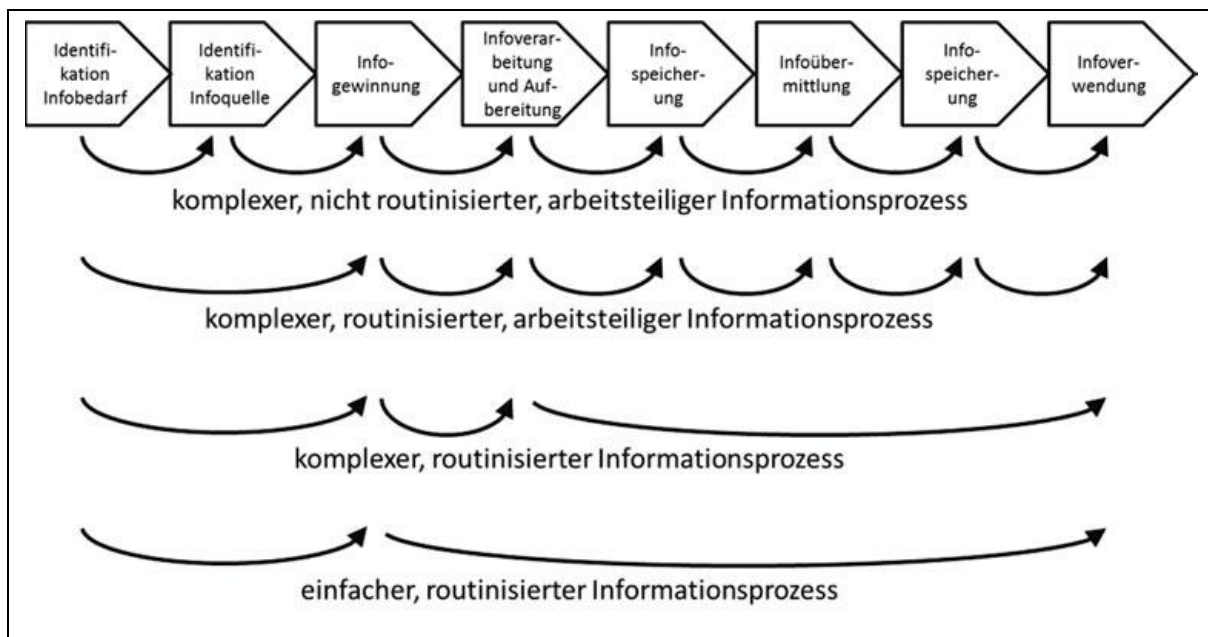 Identifi-
kation
Infobedarf
Identifi-
kation
Infoquelle
Info-
gewinnung
Infoverar-
beitung
und Auf-
bereitung
Info-
speicher-
ung
Infoüber-
mittlung
Info-
speicher-
ung
Infover-
wendung
komplexer, nicht routinisierter, arbeitsteiliger Informationsprozess
komplexer, routinisierter, arbeitsteiliger Informationsprozess
komplexer, routinisierter Informationsprozess
einfacher, routinisierter Informationsprozess